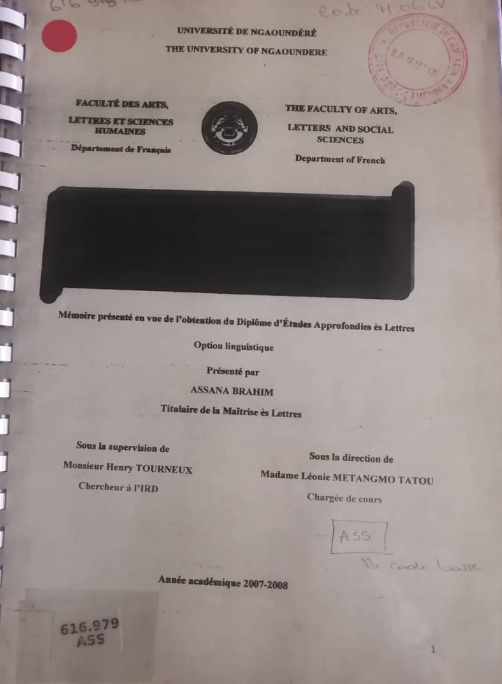 616
UNIVERSITÉ DE NGAOUNDÉRÉ
THE UNIVERSITY OF NGAOUNDERE
FACULTÉ DES ARTS,
LETTRES ET SCIENCES
HUMAINES
Département de Français
THE FACULTY OF ARTS,
LETTERS AND SOCIAL
SCIENCES
Department of French
Mémoire présenté en vue de l'obtention du Diplôme d'Études Approfondies ès Lettres
Option linguistique
Présenté par
ASSANA BRAHIM
Titulaire de la Maîtrise ès Lettres
Sous la supervision de
Monsieur Henry TOURNEUX
Chercheur à l'IRD
Sous la direction de
Madame Léonie METANGMO TATOU
Chargée de cours
ASS
Année académique 2007-2008
616.979
ASS
1